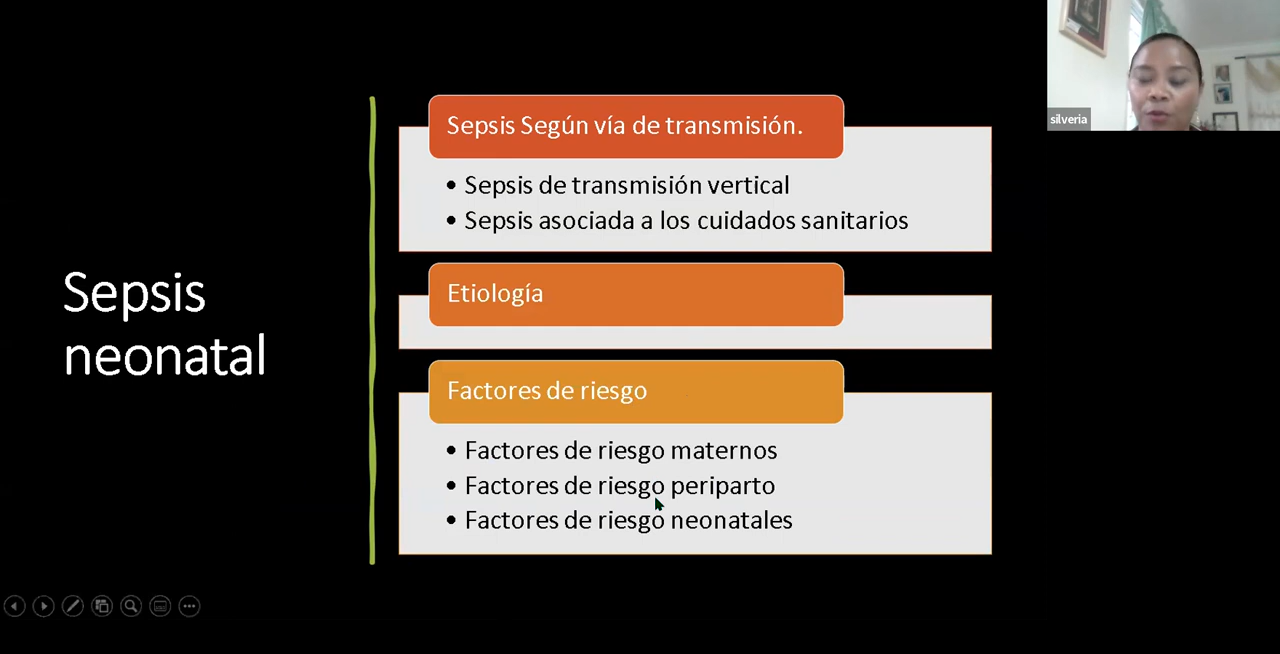 silveria
Sepsis Según vía de transmisión.
• Sepsis de transmisión vertical
• Sepsis asociada a los cuidados sanitarios
Sepsis
neonatal
Etiología
Factores de riesgo
• Factores de riesgo maternos
• Factores de riesgo periparto
• Factores de riesgo neonatales